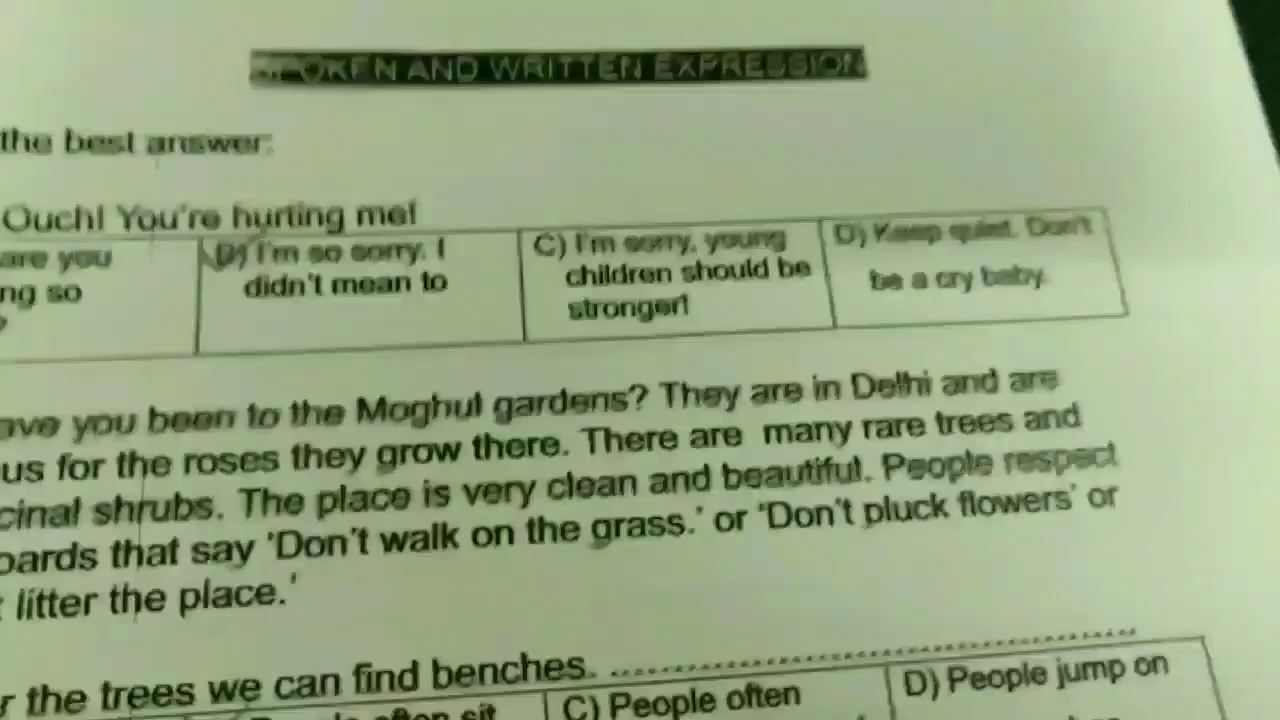 SPOKEN AND WRITTEN EXPRESSION
the best answer:
Ouch! You're hurting me!
are you
ng so
?
B) I'm so sorry. I
didn't mean to
C) I'm sorry, young
children should be
stronger!
D) Keep quiet. Don't
be a cry baby.
ave you been to the Moghul gardens? They are in Delhi and are
us for the roses they grow there. There are many rare trees and
cinal shrubs. The place is very clean and beautiful. People respect
oards that say 'Don't walk on the grass.' or 'Don't pluck flowers' or
t litter the place.'
r the trees we can find benches. ....................
often sit
C) People often
D) People jump on